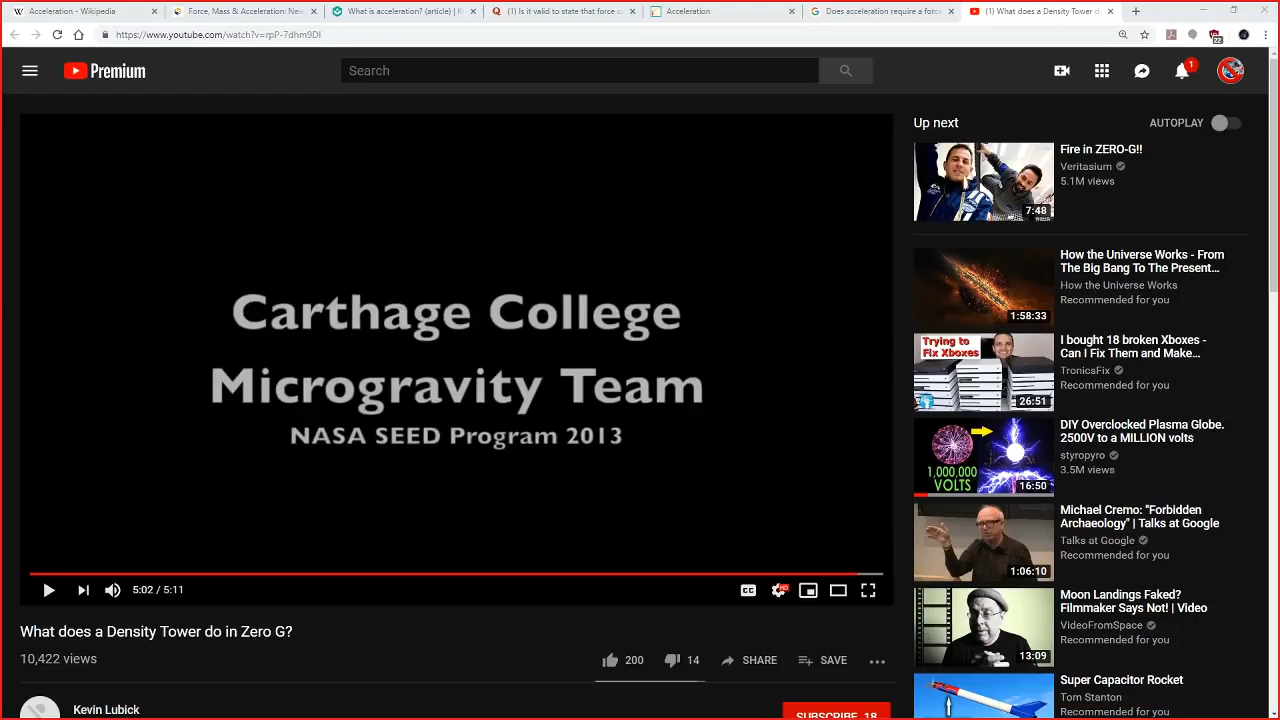 Acceleration - Wikipedia
Force, Mass & Acceleration: New
What is acceleration? (article) | K
(1) Is it valid to state that force ca
Acceleration
Does acceleration require a force
(1) What does a Density Tower do
https://www.youtube.com/watch?v=rpP-7dhm9DI
22
Premium
Search
1
Carthage College
Microgravity Team
NASA SEED Program 2013
5:02 / 5:11
CC
HD
What does a Density Tower do in Zero G?
10,422 views
200
14
SHARE
SAVE
Kevin Lubick
SUBSCRIBE 18
Up next
AUTOPLAY
7:48
Fire in ZERO-G!!
Veritasium
5.1M views
1:58:33
How the Universe Works - From
The Big Bang To The Present...
How the Universe Works
Recommended for you
Trying to
Fix Xboxes
26:51
I bought 18 broken Xboxes -
Can I Fix Them and Make...
TronicsFix
Recommended for you
1,000,000
VOLTS
16:50
DIY Overclocked Plasma Globe.
2500V to a MILLION volts
styropyro
3.5M views
1:06:10
Michael Cremo: "Forbidden
Archaeology" | Talks at Google
Talks at Google
Recommended for you
13:09
Moon Landings Faked?
Filmmaker Says Not! | Video
VideoFromSpace
Recommended for you
Super Capacitor Rocket
Tom Stanton
Recommended for you